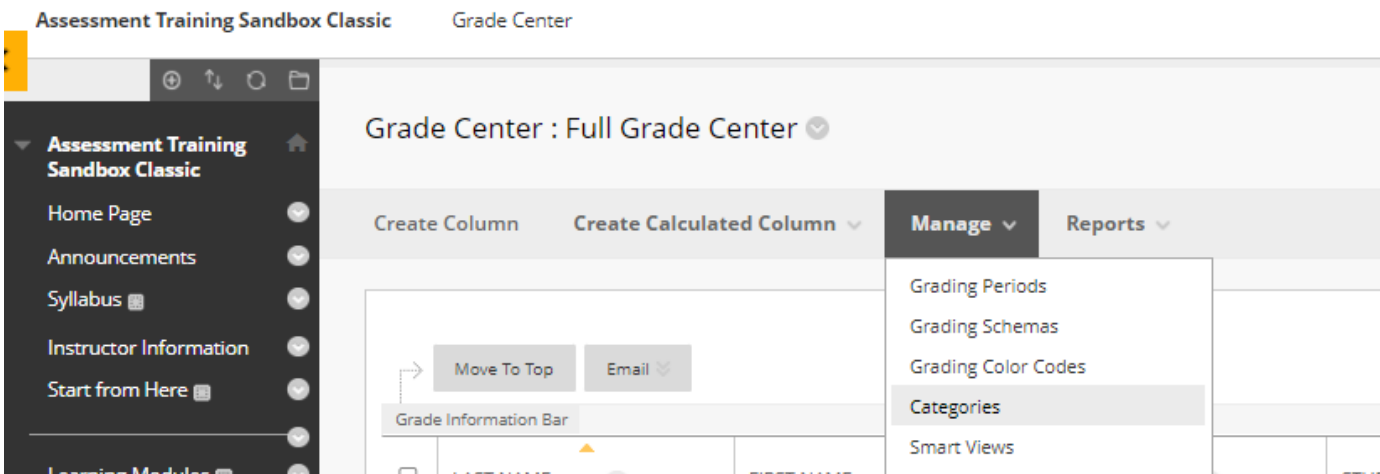 Assessment Training Sandbox Classic Grade Center
Assessment Training
Sandbox Classic
Home Page
Announcements
Syllabus
Instructor Information
Start from Here
Grade Center : Full Grade Center
Create Column Create Calculated Column Manage Reports
Grading Periods
Grading Schemas
Grading Color Codes
Categories
Smart Views
Move To Top Email
Grade Information Bar